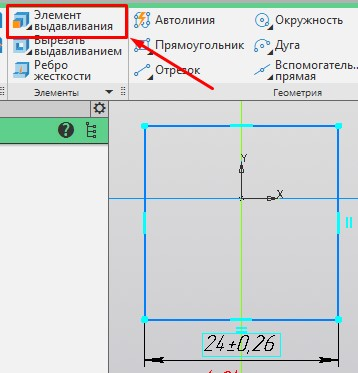 Элемент выдавливания
Автолиния
Окружность
Вырезать выдавливанием
Прямоугольник
Дуга
Ребро жесткости
Отрезок
Вспомогатель... прямая
Элементы
Геометрия
?
Y
X
24±0,26